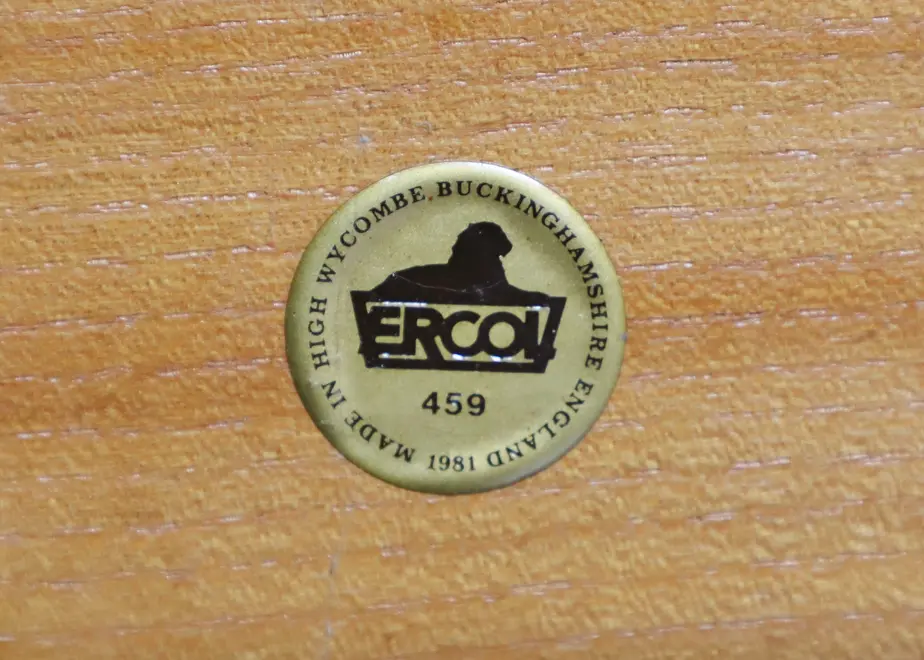 MADE IN HIGH WYCOMBE, BUCKINGHAMSHIRE ENGLAND
ERCOL
459
1981